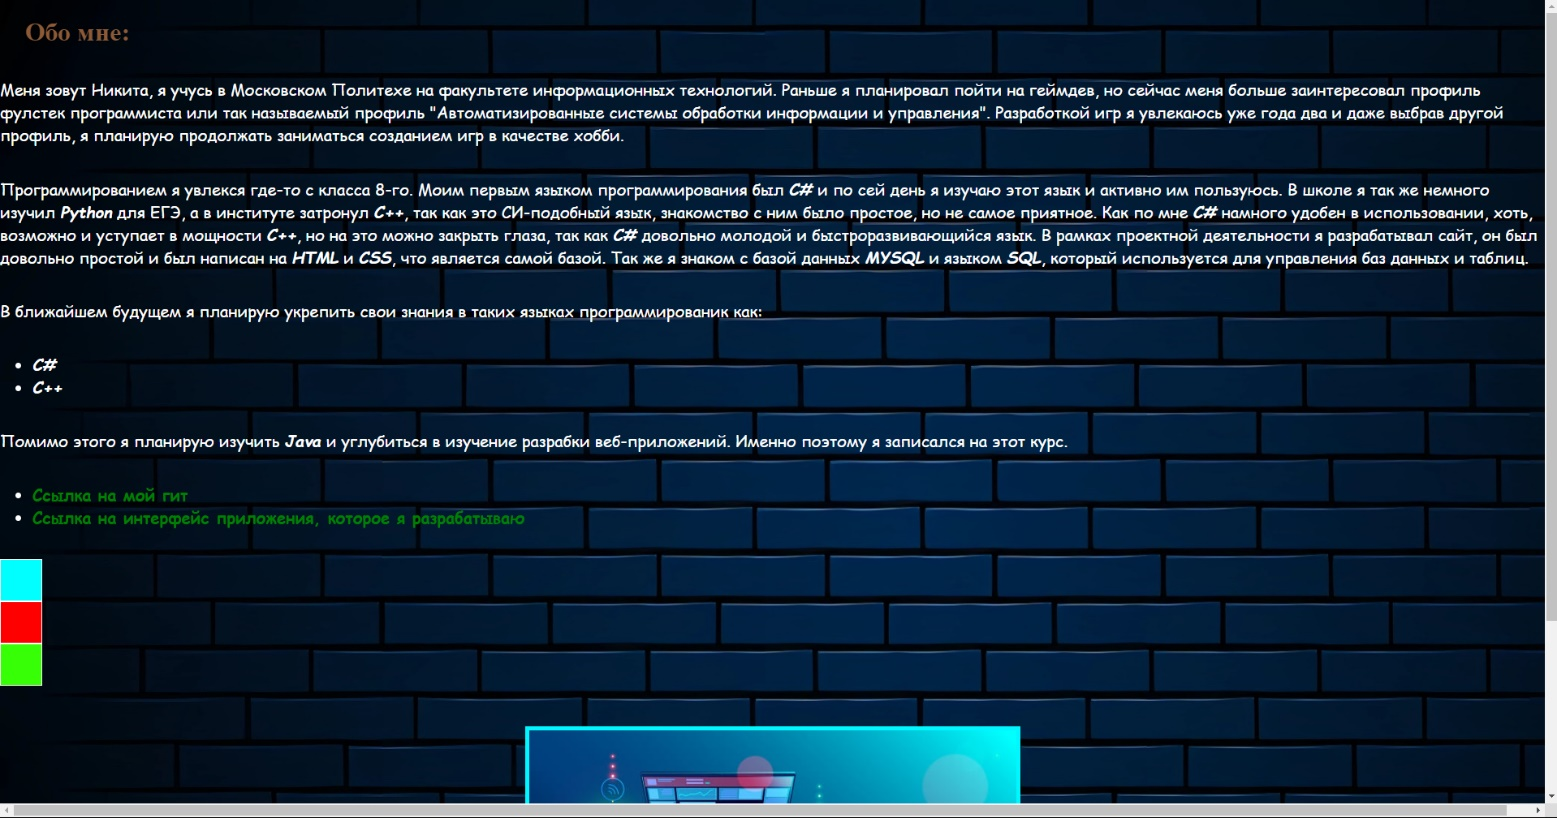 Обо мне:
Меня зовут Никита, я учусь в Московском Политехе на факультете информационных технологий. Раньше я планировал пойти на геймдев, но сейчас меня больше заинтересовал профиль
фулстек программиста или так называемый профиль "Автоматизированные системы обработки информации и управления". Разработкой игр я увлекаюсь уже года два и даже выбрав другой
профиль, я планирую продолжать заниматься созданием игр в качестве хобби.
Программированием я увлекся где-то с класса 8-го. Моим первым языком программирования был C# и по сей день я изучаю этот язык и активно им пользуюсь. В школе я так же немного
изучил Python для ЕГЭ, а в институте затронул C++, так как это СИ-подобный язык, знакомство с ним было простое, но не самое приятное. Как по мне C# намного удобен в использовании, хоть,
возможно и уступает в мощности C++, но на это можно закрыть глаза, так как C# довольно молодой и быстроразвивающийся язык. В рамках проектной деятельности я разрабатывал сайт, он был
довольно простой и был написан на HTML и CSS, что является самой базой. Так же я знаком с базой данных MYSQL и языком SQL, который используется для управления баз данных и таблиц.
В ближайшем будущем я планирую укрепить свои знания в таких языках программированик как:
• C#
• C++
Помимо этого я планирую изучить Java и углубиться в изучение разрабки веб-приложений. Именно поэтому я записался на этот курс.
• Ссылка на мой гит
• Ссылка на интерфейс приложения, которое я разрабатываю